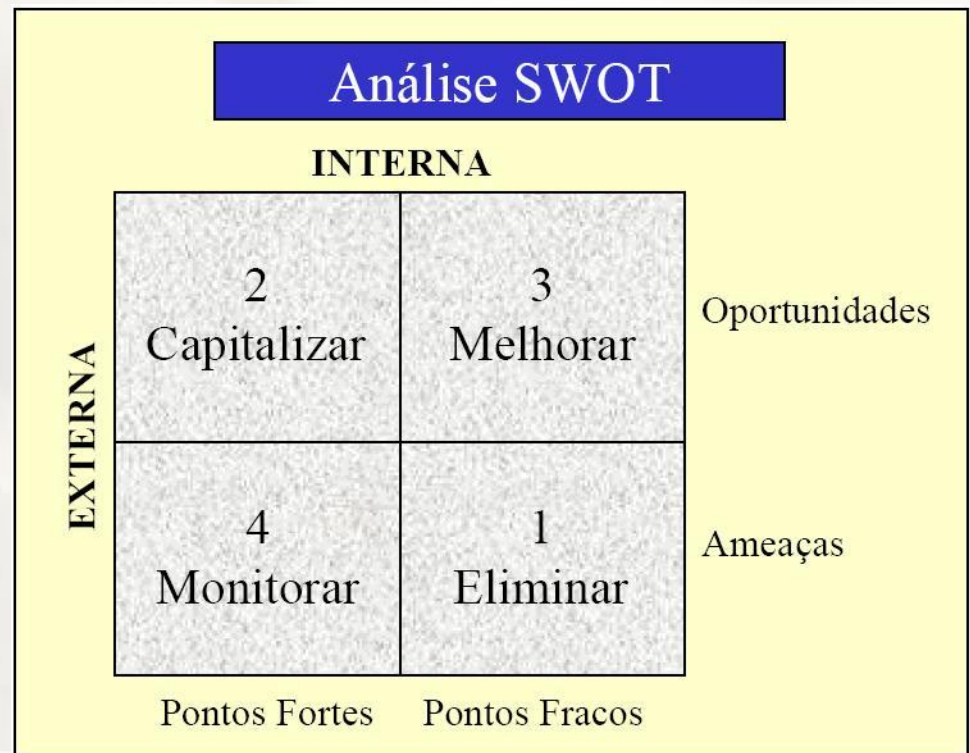 Análise SWOT
INTERNA
EXTERNA
2
Capitalizar
3
Melhorar
Oportunidades
4
Monitorar
1
Eliminar
Ameaças
Pontos Fortes
Pontos Fracos